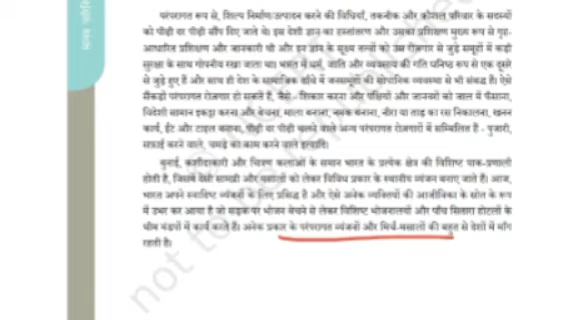 परंपरागत रूप से, शिल्प निर्माण/उत्पादन करने की विधियाँ, तकनीक और कौशल परिवार के सदस्यों
को पीढ़ी दर पीढ़ी सौंप दिए जाते थे। इस देशी ज्ञान का हस्तांतरण और उसका प्रशिक्षण मुख्य रूप से गृह-
आधारित प्रशिक्षण और जानकारी थी और इन ज्ञान के सूक्ष्म तत्वों को उस रोजगार से जुड़े समूहों में कड़ी
सुरक्षा के साथ गोपनीय रखा जाता था। भारत में धर्म, जाति और व्यवसाय की गति घनिष्ठ रूप से एक दूसरे
से जुड़े हुए हैं और साथ ही देश के सामाजिक ढाँचे में जनसमूहों की सोपानिक व्यवस्था से भी संबद्ध हैं। ऐसे
सैंकड़ों परंपरागत रोजगार हो सकते हैं, जैसे - शिकार करना और पक्षियों और जानवरों को जाल में फँसाना,
विदेशी सामान इकट्ठा करना और बेचना, माला बनाना, नमक बनाना, नीरा या ताड़ का रस निकालना, खनन
कार्य, ईंट और टाइल बनाना, पीढ़ी दर पीढ़ी चलने वाले अन्य परंपरागत रोजगारों में सम्मिलित हैं - पुजारी,
सफ़ाई करने वाले, चमड़े का काम करने वाले इत्यादि।
बुनाई, कशीदाकारी और चित्रण कलाओं के समान भारत के प्रत्येक क्षेत्र की विशिष्ट पाक-प्रणाली
होती है, जिसमें देसी सामग्री और मसालों को लेकर विविध प्रकार के स्थानीय व्यंजन बनाए जाते हैं। आज,
भारत अपने स्वादिष्ट व्यंजनों के लिए प्रसिद्ध है और ऐसे अनेक व्यक्तियों की आजीविका के स्रोत के रूप
में उभर कर आया है जो सड़क पर भोजन बेचने से लेकर विशिष्ट भोजनालयों और पाँच सितारा होटलों के
थीम मंडपों में कार्य करते हैं। अनेक प्रकार के परंपरागत व्यंजनों और मिर्च-मसालों की बहुत से देशों में माँग
रहती है।